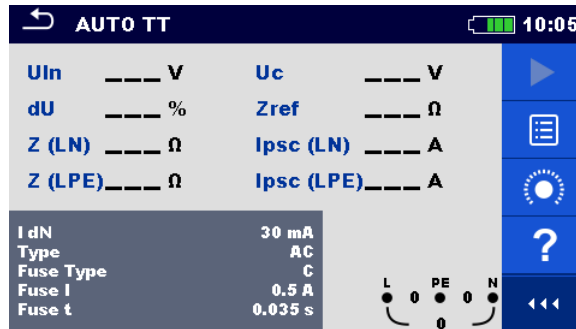 AUTO TT 10:05
Uln ___ V Uc ___ V
dU ___ % Zref ___ Ω
Z (LN) ___ Ω Ipsc (LN) ___ A
Z (LPE)___ Ω Ipsc (LPE)___ A
I dN 30 mA
Type AC
Fuse Type C
Fuse I 0.5 A
Fuse t 0.035 s
L PE N
0 0
0
?